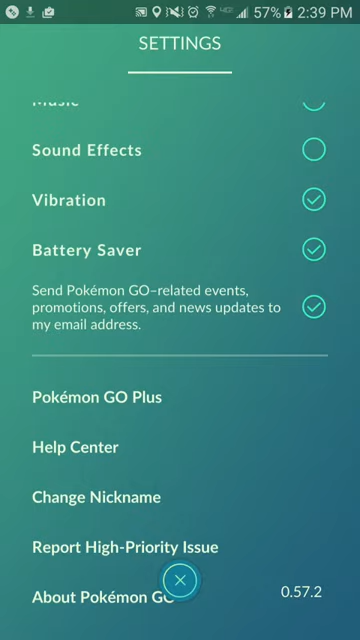 57% 2:39 PM
SETTINGS
Music
Sound Effects
Vibration
Battery Saver
Send Pokémon GO–related events,
promotions, offers, and news updates to
my email address.
Pokémon GO Plus
Help Center
Change Nickname
Report High-Priority Issue
About Pokémon GO
0.57.2